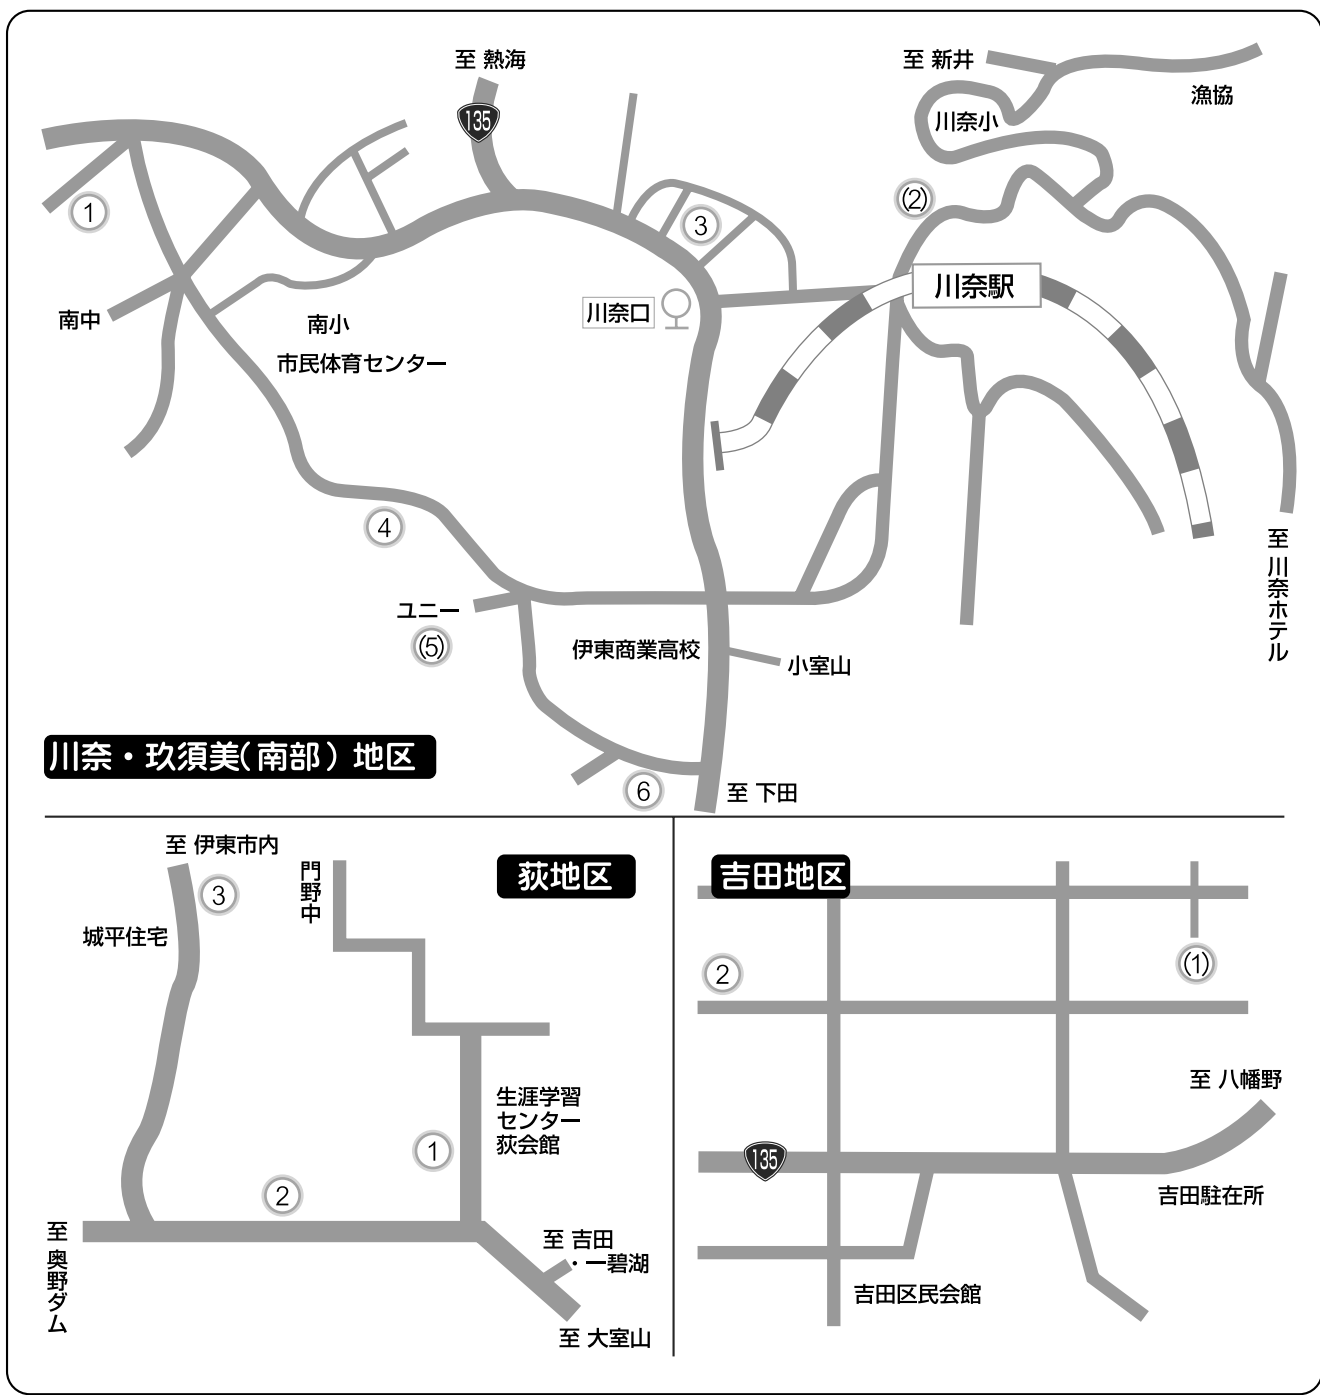 至 熱海
135
至 新井
漁協
川奈小
1
(2)
3
川奈駅
川奈口
南中
南小
市民体育センター
4
ユニー
(5)
伊東商業高校
小室山
至 川奈ホテル
川奈・玖須美(南部)地区
6
至 下田
至 伊東市内
3
城平住宅
門野中
荻地区
生涯学習
センター
荻会館
1
2
至 奥野ダム
至 吉田
・一碧湖
至 大室山
吉田地区
2
(1)
至 八幡野
135
吉田駐在所
吉田区民会館